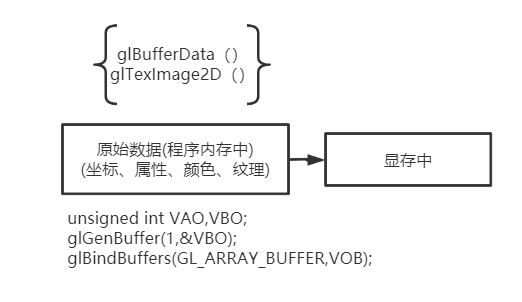 glBufferData（）
glTexImage2D（）
原始数据(程序内存中)
(坐标、属性、颜色、纹理)
显存中
unsigned int VAO,VBO;
glGenBuffer(1,&VBO);
glBindBuffers(GL_ARRAY_BUFFER,VOB);